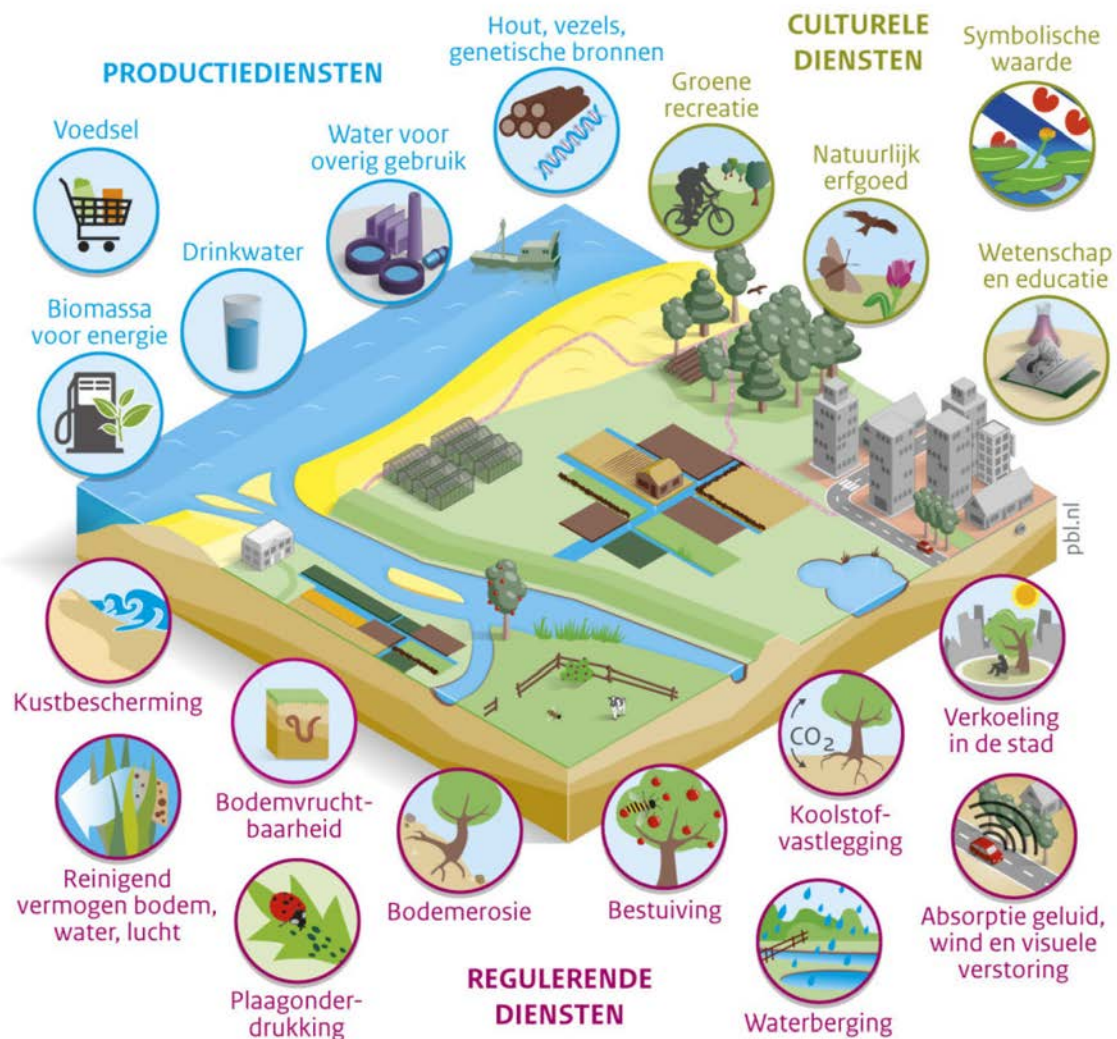 PRODUCTIEDIENSTEN
Voedsel
Drinkwater
Biomassa
voor energie
Water voor
overig gebruik
Hout, vezels,
genetische bronnen
CULTURELE
DIENSTEN
Groene
recreatie
Natuurlijk
erfgoed
Symbolische
waarde
Wetenschap
en educatie
pbl.nl
Kustbescherming
Reinigend
vermogen bodem,
water, lucht
Bodemvrucht-
baarheid
Plaagonder-
drukking
Bodemerosie
Bestuiving
REGULERENDE
DIENSTEN
CO2
Koolstof-
vastlegging
Waterberging
Verkoeling
in de stad
Absorptie geluid,
wind en visuele
verstoring